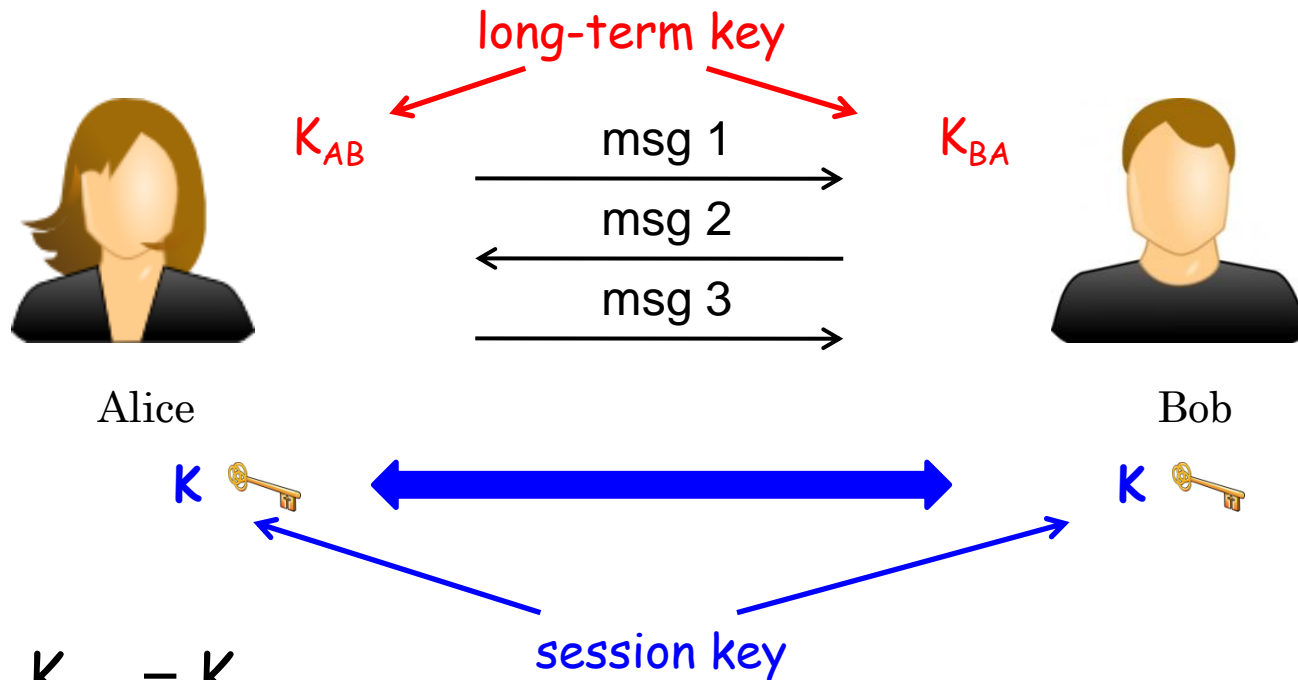 long-term key
K_AB msg 1 K_BA
msg 2
msg 3
Alice Bob
K K
session key
K = K